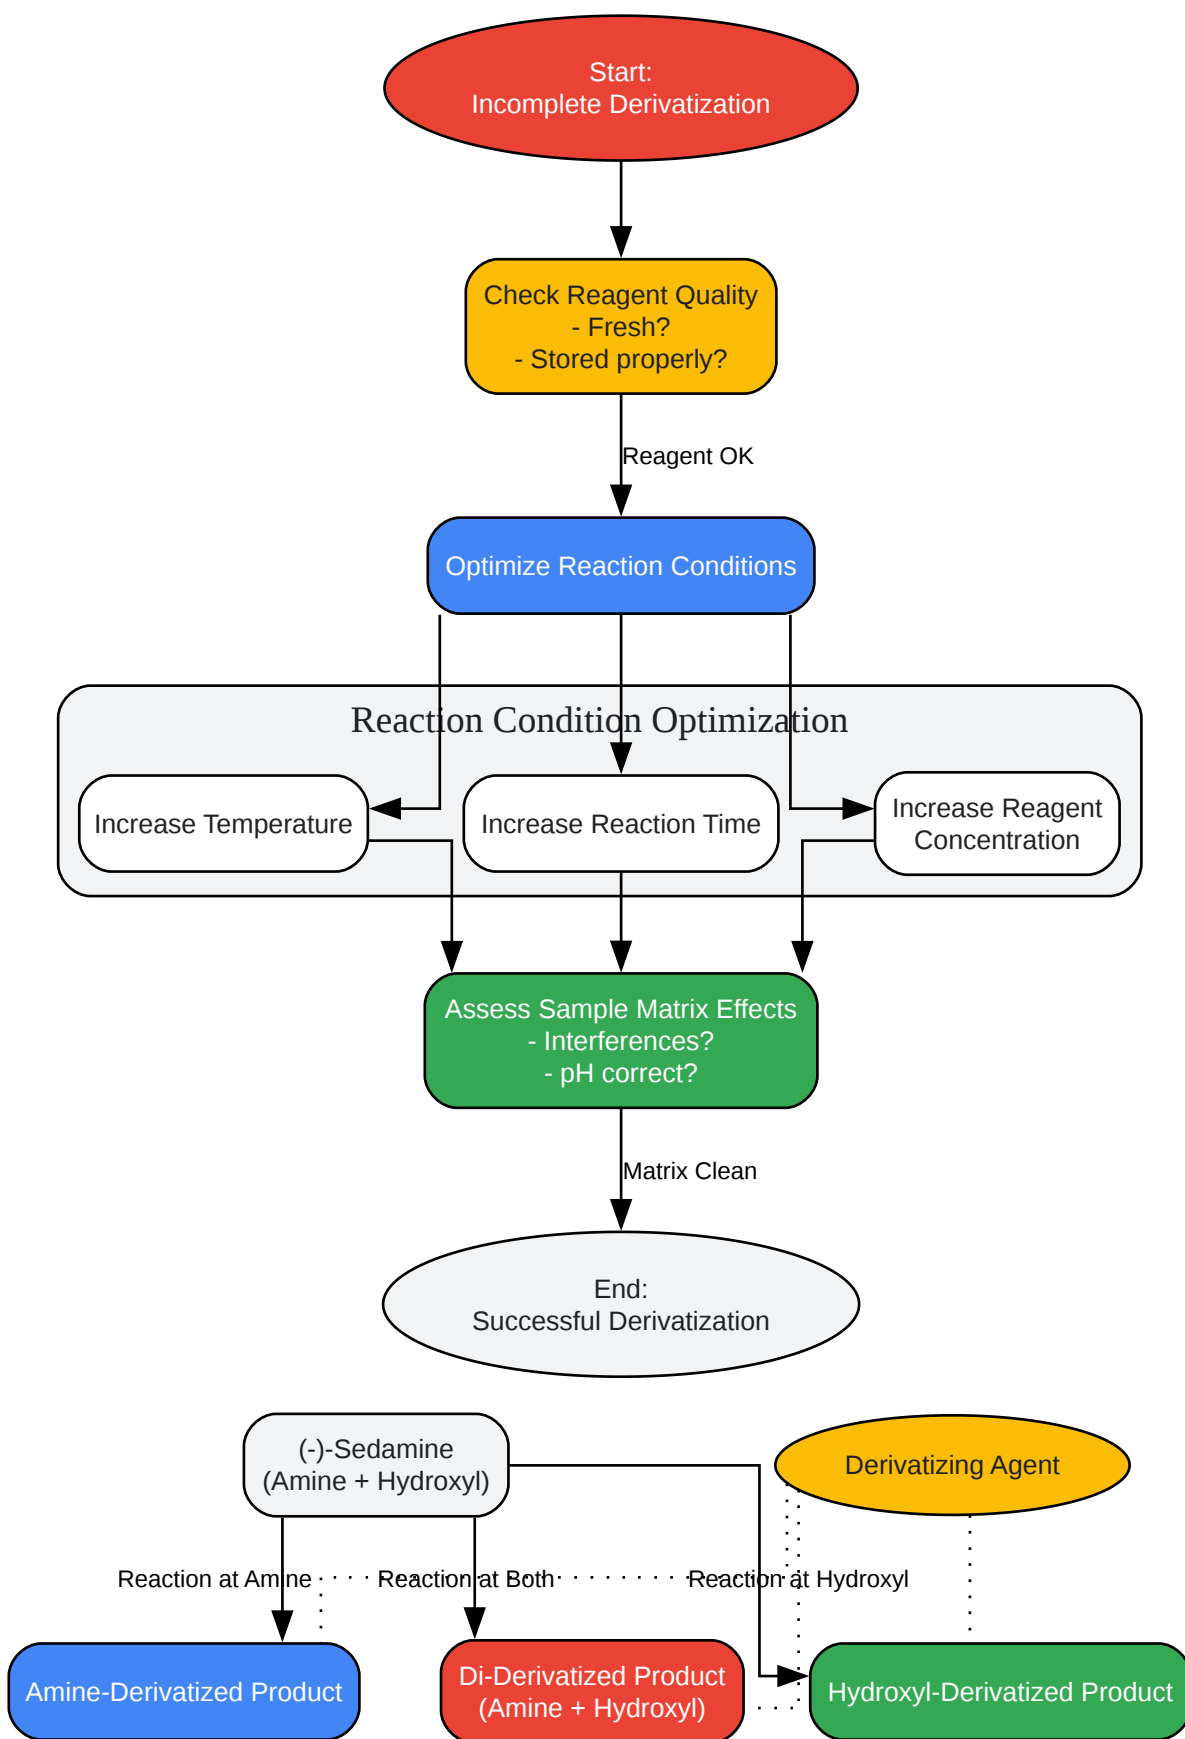 Start:
Incomplete Derivatization
Check Reagent Quality
- Fresh?
- Stored properly?
Reagent OK
Optimize Reaction Conditions
Reaction Condition Optimization
Increase Temperature
Increase Reaction Time
Increase Reagent
Concentration
Assess Sample Matrix Effects
- Interferences?
- pH correct?
Matrix Clean
End:
Successful Derivatization
(-)-Sedamine
(Amine + Hydroxyl)
Derivatizing Agent
Reaction at Amine
Reaction at Both
Reaction at Hydroxyl
Amine-Derivatized Product
Di-Derivatized Product
(Amine + Hydroxyl)
Hydroxyl-Derivatized Product